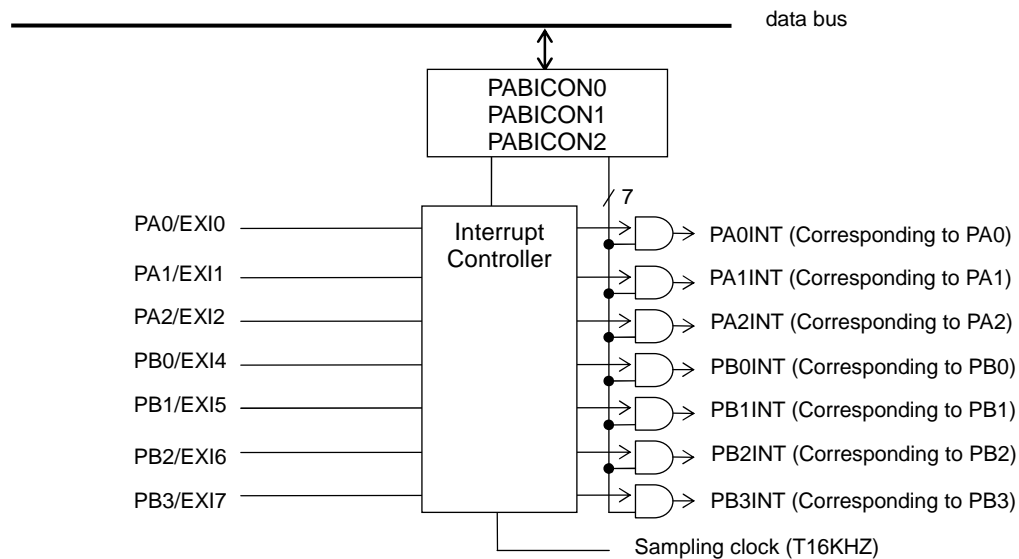 data bus
PABICON0
PABICON1
PABICON2
7
PA0/EXI0
Interrupt
Controller
PA0INT (Corresponding to PA0)
PA1/EXI1
PA1INT (Corresponding to PA1)
PA2/EXI2
PA2INT (Corresponding to PA2)
PB0/EXI4
PB0INT (Corresponding to PB0)
PB1/EXI5
PB1INT (Corresponding to PB1)
PB2/EXI6
PB2INT (Corresponding to PB2)
PB3/EXI7
PB3INT (Corresponding to PB3)
Sampling clock (T16KHZ)